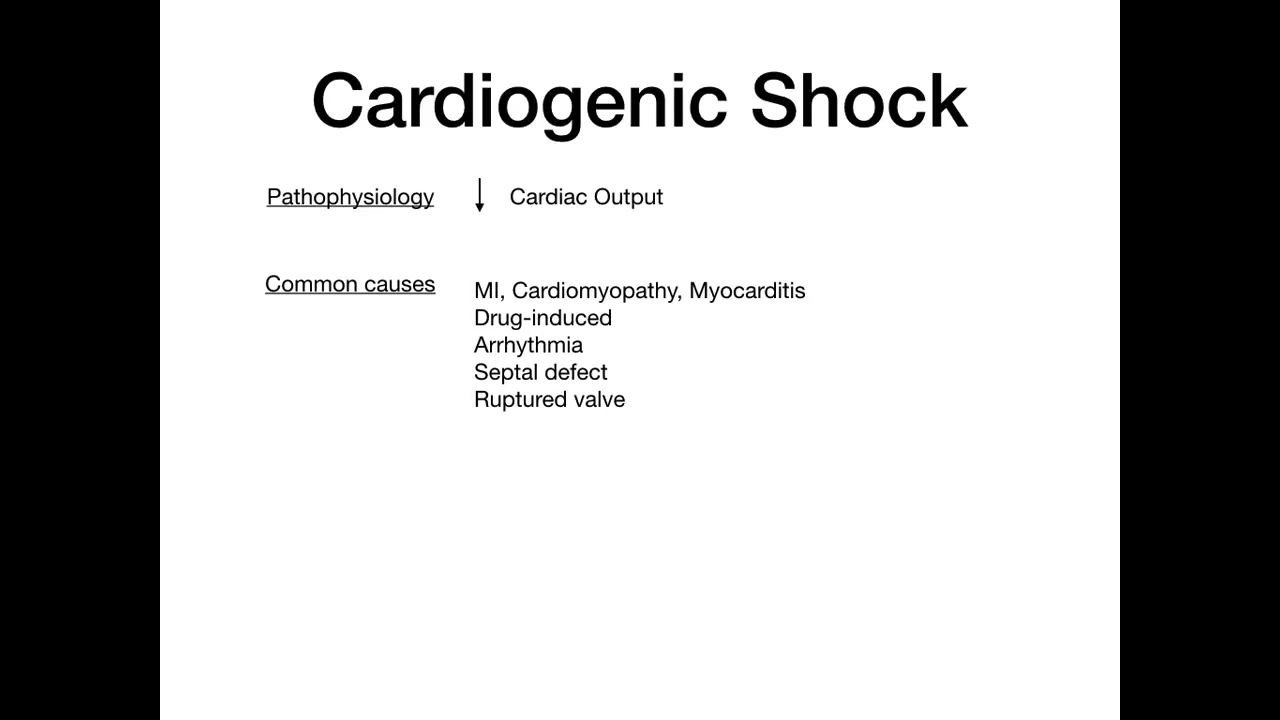 Cardiogenic Shock
Pathophysiology ↓ Cardiac Output
Common causes MI, Cardiomyopathy, Myocarditis
Drug-induced
Arrhythmia
Septal defect
Ruptured valve